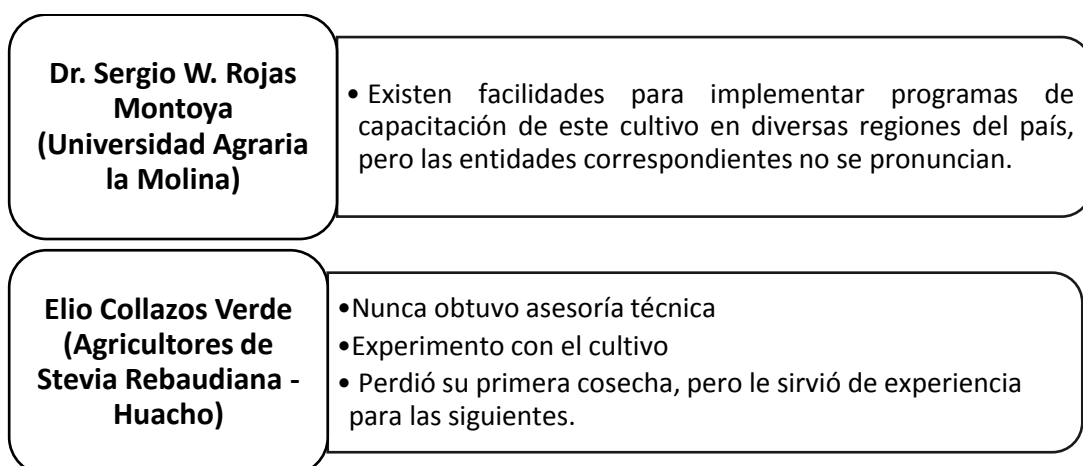 Dr. Sergio W. Rojas
Montoya
(Universidad Agraria
la Molina)
• Existen facilidades para implementar programas de
capacitación de este cultivo en diversas regiones del país,
pero las entidades correspondientes no se pronuncian.
Elio Collazos Verde
(Agricultores de
Stevia Rebaudiana -
Huacho)
•Nunca obtuvo asesoría técnica
•Experimento con el cultivo
• Perdió su primera cosecha, pero le sirvió de experiencia
para las siguientes.